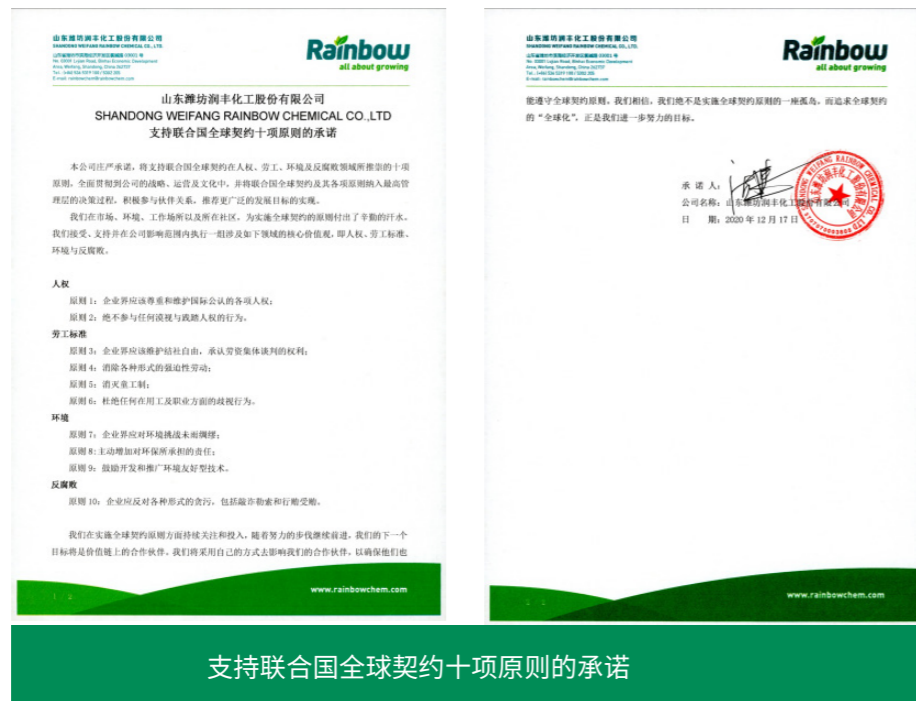 山东潍坊润丰化工股份有限公司
SHANDONG WEIFANG RAINBOW CHEMICAL CO., LTD.
Rainbow
all about growing
山东潍坊润丰化工股份有限公司
SHANDONG WEIFANG RAINBOW CHEMICAL CO.,LTD
支持联合国全球契约十项原则的承诺
本公司庄严承诺，将支持联合国全球契约在人权、劳工、环境及反腐败领域所推崇的十项
原则，全面贯彻到公司的战略、运营及文化中，并将联合国全球契约及其各项原则纳入最高管
理层的决策过程，积极参与伙伴关系，推荐更广泛的发展目标的实现。
我们在市场、环境、工作场所以及所在社区，为实施全球契约的原则付出了辛勤的汗水。
我们接受、支持并在公司影响范围内执行一组涉及如下领域的核心价值观，即人权、劳工标准、
环境与反腐败。
人权
原则 1：企业界应该尊重和维护国际公认的各项人权；
原则 2：绝不参与任何漠视与践踏人权的行为。
劳工标准
原则 3：企业界应该维护结社自由，承认劳资集体谈判的权利；
原则 4：消除各种形式的强迫性劳动；
原则 5：消灭童工制；
原则 6：杜绝任何在用工及职业方面的歧视行为。
环境
原则 7：企业界应对环境挑战未雨绸缪；
原则 8：主动增加对环保所承担的责任；
原则 9：鼓励开发和推广环境友好型技术。
反腐败
原则 10：企业应反对各种形式的贪污，包括敲诈勒索和行贿受贿。
我们在实施全球契约原则方面持续关注和投入，随着努力的步伐继续前进，我们的下一个
目标将是价值链上的合作伙伴。我们将采用自己的方式去影响我们的合作伙伴，以确保他们也
1 / 2
www.rainbowchem.com
山东潍坊润丰化工股份有限公司
SHANDONG WEIFANG RAINBOW CHEMICAL CO., LTD.
Rainbow
all about growing
能遵守全球契约原则。我们相信，我们绝不是实施全球契约原则的一座孤岛，而追求全球契约
的“全球化”，正是我们进一步努力的目标。
承 诺 人：
公司名称：山东潍坊润丰化工股份有限公司
日 期：2020 年 12 月 17 日
2 / 2
www.rainbowchem.com
支持联合国全球契约十项原则的承诺